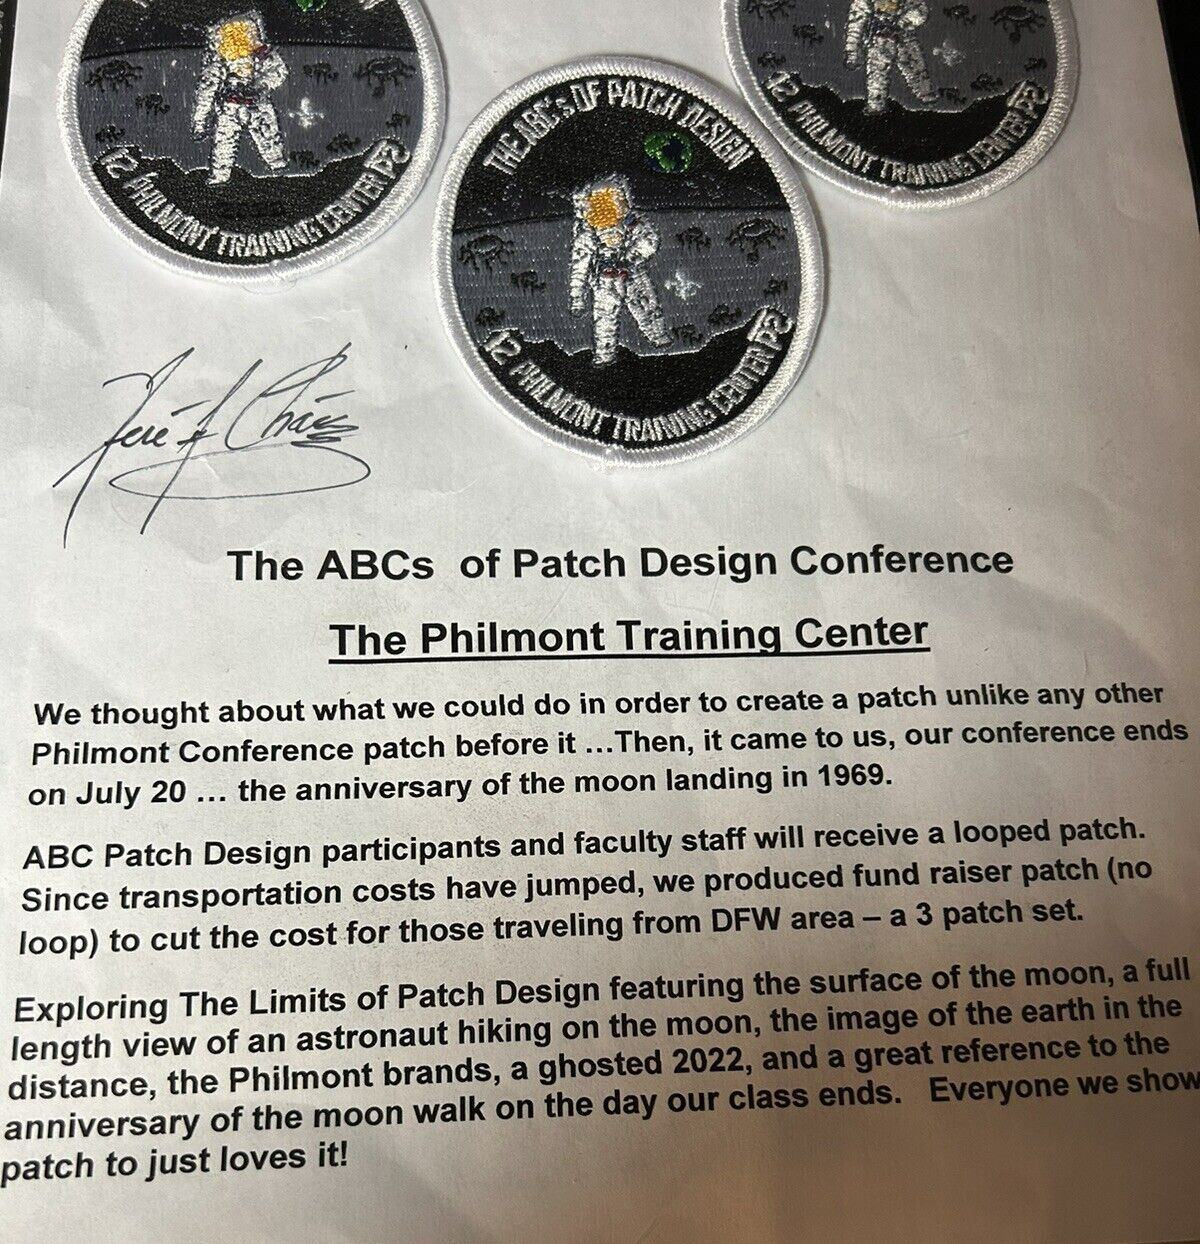 PHILMONT TRAINING CENTER
PHILMONT TRAINING CENTER
THE ABC's OF PATCH DESIGN
PHILMONT TRAINING CENTER
The ABCs of Patch Design Conference
The Philmont Training Center
We thought about what we could do in order to create a patch unlike any other
Philmont Conference patch before it ...Then, it came to us, our conference ends
on July 20 ... the anniversary of the moon landing in 1969.
ABC Patch Design participants and faculty staff will receive a looped patch.
Since transportation costs have jumped, we produced fund raiser patch (no
loop) to cut the cost for those traveling from DFW area – a 3 patch set.
Exploring The Limits of Patch Design featuring the surface of the moon, a full
length view of an astronaut hiking on the moon, the image of the earth in the
distance, the Philmont brands, a ghosted 2022, and a great reference to the
anniversary of the moon walk on the day our class ends. Everyone we show
patch to just loves it!